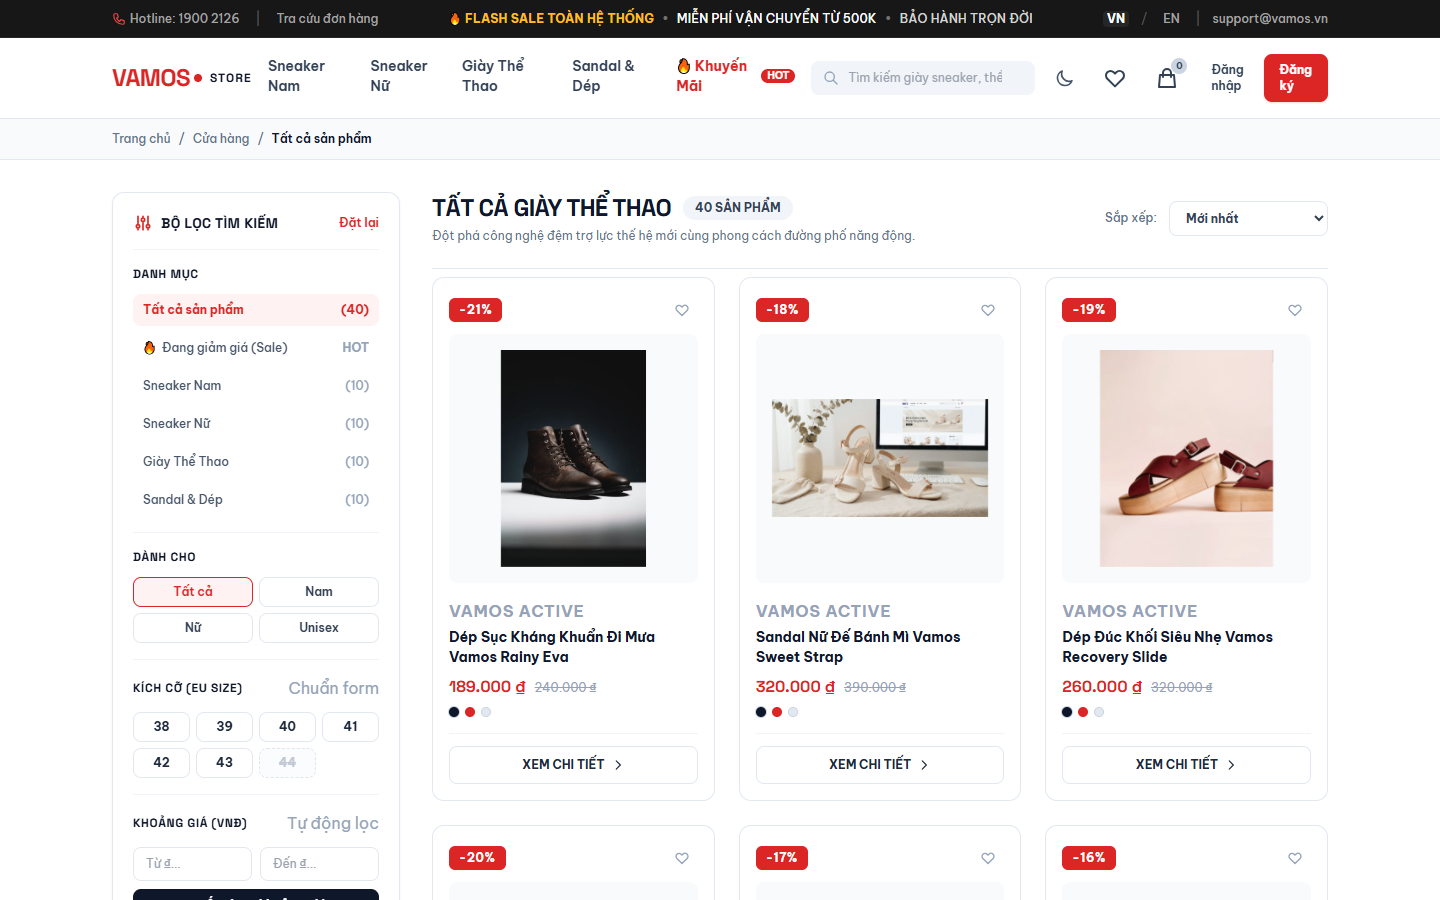 Hotline: 1900 2126
Tra cứu đơn hàng
FLASH SALE TOÀN HỆ THỐNG • MIỄN PHÍ VẬN CHUYỂN TỪ 500K • BẢO HÀNH TRỌN ĐỜI
VN / EN
support@vamos.vn
VAMOS STORE
Sneaker Nam
Sneaker Nữ
Giày Thể Thao
Sandal & Dép
Khuyến Mãi
HOT
Tìm kiếm giày sneaker, thể
0
Đăng nhập
Đăng ký
Trang chủ / Cửa hàng / Tất cả sản phẩm
BỘ LỌC TÌM KIẾM
Đặt lại
DANH MỤC
Tất cả sản phẩm (40)
Đang giảm giá (Sale) HOT
Sneaker Nam (10)
Sneaker Nữ (10)
Giày Thể Thao (10)
Sandal & Dép (10)
DÀNH CHO
Tất cả
Nam
Nữ
Unisex
KÍCH CỠ (EU SIZE) Chuẩn form
38 39 40 41
42 43 44
KHOẢNG GIÁ (VNĐ) Tự động lọc
Từ ₫...
Đến ₫...
TẤT CẢ GIÀY THỂ THAO
40 SẢN PHẨM
Đột phá công nghệ đệm trợ lực thế hệ mới cùng phong cách đường phố năng động.
Sắp xếp:
Mới nhất
-21%
VAMOS ACTIVE
Dép Sục Kháng Khuẩn Đi Mưa
Vamos Rainy Eva
189.000 ₫ 240.000 ₫
XEM CHI TIẾT
-18%
VAMOS ACTIVE
Sandal Nữ Đế Bánh Mì Vamos
Sweet Strap
320.000 ₫ 390.000 ₫
XEM CHI TIẾT
-19%
VAMOS ACTIVE
Dép Đúc Khối Siêu Nhẹ Vamos
Recovery Slide
260.000 ₫ 320.000 ₫
XEM CHI TIẾT
-20%
-17%
-16%